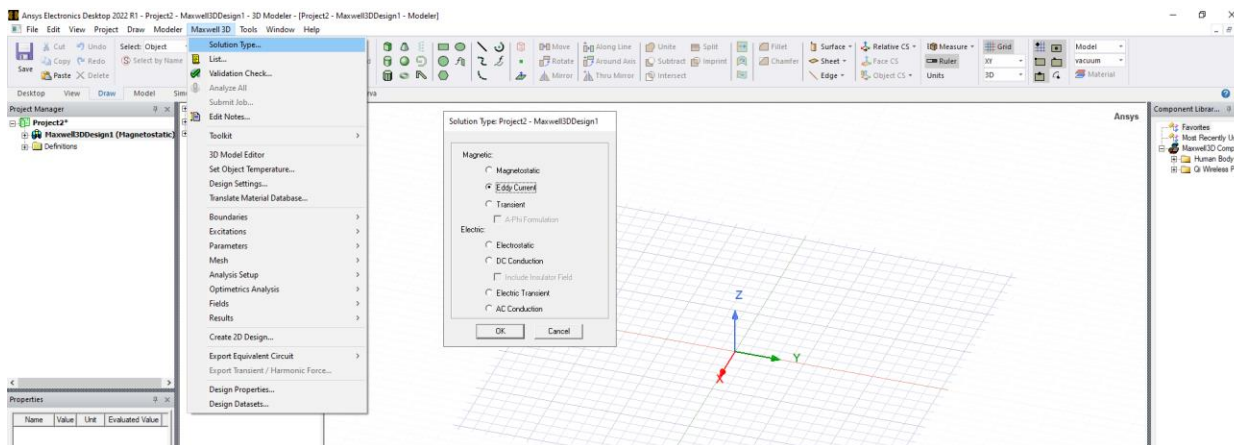 Ansys Electronics Desktop 2022 R1 - Project2 - Maxwell3DDesign1 - 3D Modeler - [Project2 - Maxwell3DDesign1 - Modeler]
File Edit View Project Draw Modeler Maxwell 3D Tools Window Help
Save
Cut
Copy
Paste
Undo
Redo
Delete
Select: Object
Select by Name
Move
Rotate
Mirror
Along Line
Around Axis
Thru Mirror
Unite
Subtract
Intersect
Split
Imprint
Fillet
Chamfer
Surface
Sheet
Edge
Relative CS
Face CS
Object CS
Measure
Ruler
Units
Grid
XY
3D
Model
vacuum
Material
Desktop View Draw Model
Project Manager
Project2*
Maxwell3DDesign1 (Magnetostatic)
Definitions
Properties
Name Value Unit Evaluated Value
Solution Type...
List...
Validation Check...
Analyze All
Submit Job...
Edit Notes...
Toolkit
3D Model Editor
Set Object Temperature...
Design Settings...
Translate Material Database...
Boundaries
Excitations
Parameters
Mesh
Analysis Setup
Optimetrics Analysis
Fields
Results
Create 2D Design...
Export Equivalent Circuit
Export Transient / Harmonic Force...
Design Properties...
Design Datasets...
Solution Type: Project2 - Maxwell3DDesign1
Magnetic:
Magnetostatic
Eddy Current
Transient
A-Phi Formulation
Electric:
Electrostatic
DC Conduction
Include Insulator Field
Electric Transient
AC Conduction
OK Cancel
Z
Y
X
Ansys
Component Librar...
Favorites
Most Recently U
Maxwell3D Comp
Human Body
Qi Wireless P